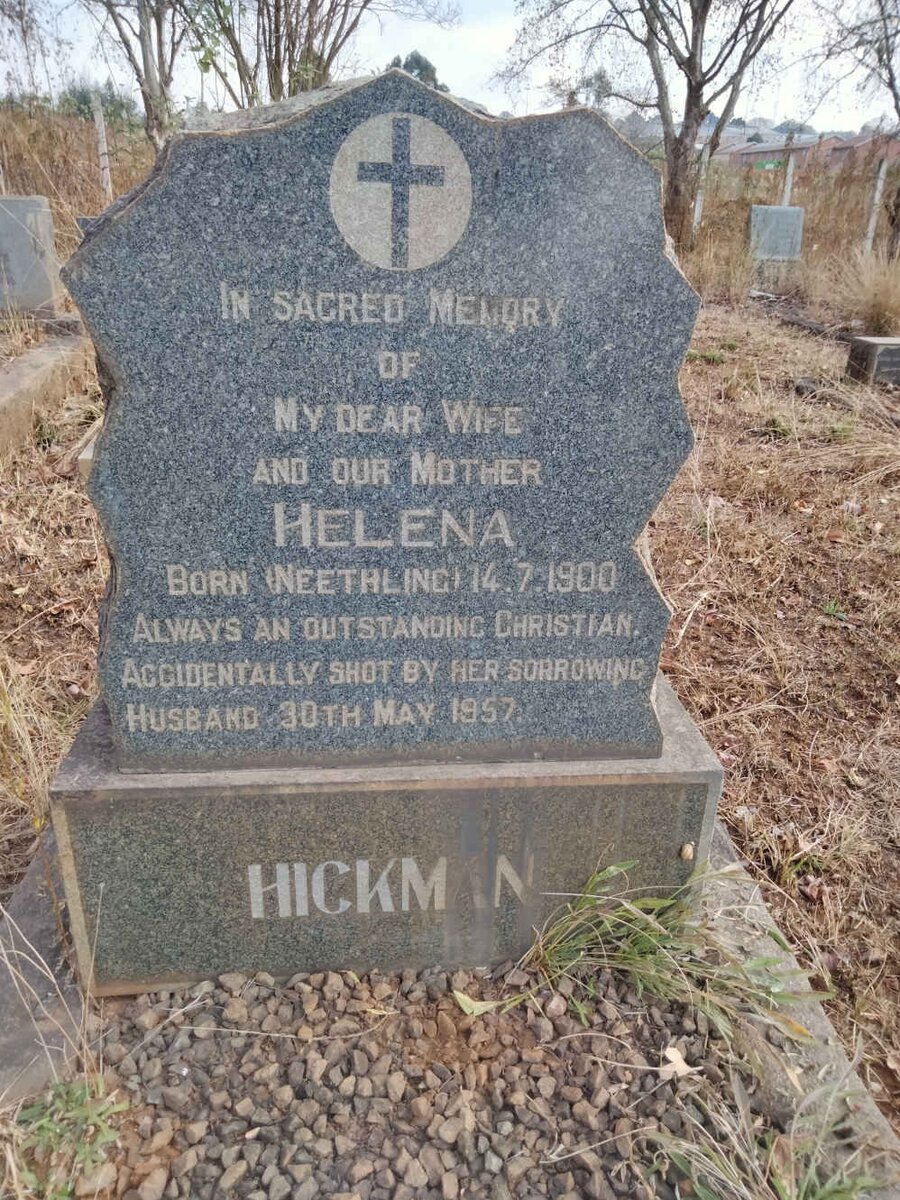 IN SACRED MEMORY
OF
MY DEAR WIFE
AND OUR MOTHER
HELENA
BORN (NEETHLING) 14.7.1900
ALWAYS AN OUTSTANDING CHRISTIAN.
ACCIDENTALLY SHOT BY HER SORROWING
HUSBAND 30TH MAY 1957.
HICKMAN